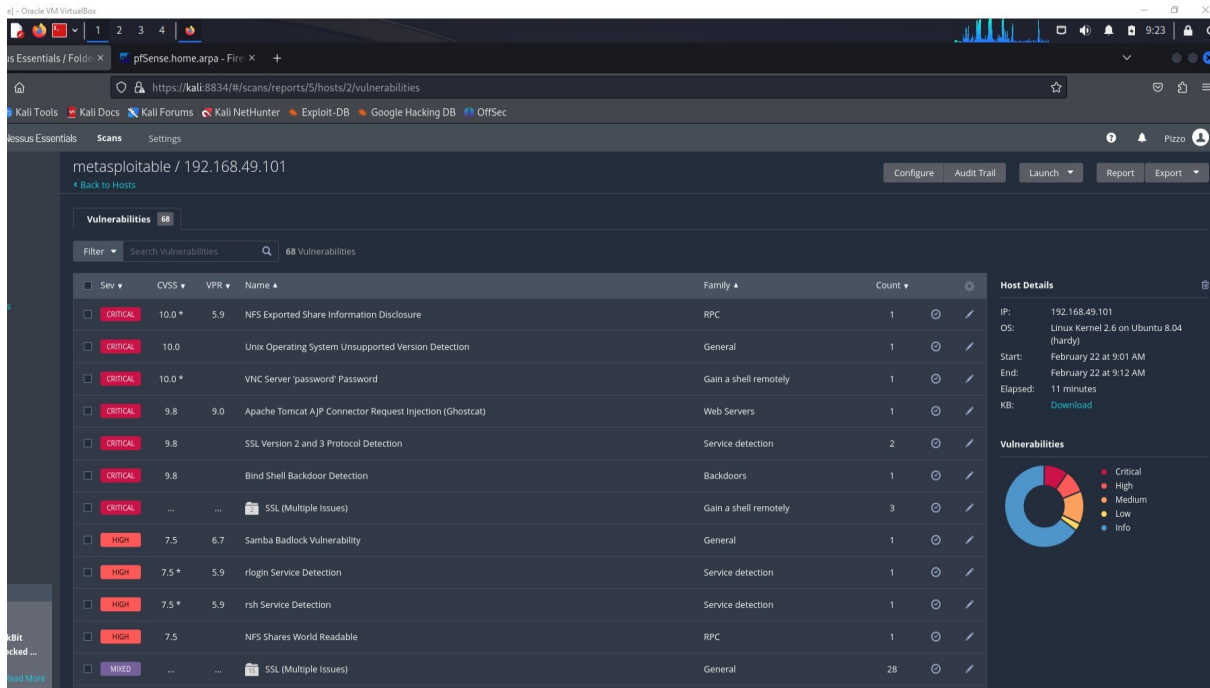 e] - Oracle VM VirtualBox
1 2 3 4 9:23
us Essentials / Folde × pfSense.home.arpa - Fire × +
https://kali:8834/#/scans/reports/5/hosts/2/vulnerabilities
Kali Tools Kali Docs Kali Forums Kali NetHunter Exploit-DB Google Hacking DB OffSec
Nessus Essentials Scans Settings Pizzo
metasploitable / 192.168.49.101
Configure Audit Trail Launch Report Export
Back to Hosts
Vulnerabilities 68
Filter Search Vulnerabilities 68 Vulnerabilities
Sev CVSS VPR Name Family Count
CRITICAL 10.0 * 5.9 NFS Exported Share Information Disclosure RPC 1
CRITICAL 10.0 Unix Operating System Unsupported Version Detection General 1
CRITICAL 10.0 * VNC Server 'password' Password Gain a shell remotely 1
CRITICAL 9.8 9.0 Apache Tomcat AJP Connector Request Injection (Ghostcat) Web Servers 1
CRITICAL 9.8 SSL Version 2 and 3 Protocol Detection Service detection 2
CRITICAL 9.8 Bind Shell Backdoor Detection Backdoors 1
CRITICAL ... ... 2 SSL (Multiple Issues) Gain a shell remotely 3
HIGH 7.5 6.7 Samba Badlock Vulnerability General 1
HIGH 7.5 * 5.9 rlogin Service Detection Service detection 1
HIGH 7.5 * 5.9 rsh Service Detection Service detection 1
HIGH 7.5 NFS Shares World Readable RPC 1
MIXED ... ... 15 SSL (Multiple Issues) General 28
Host Details
IP: 192.168.49.101
OS: Linux Kernel 2.6 on Ubuntu 8.04
(hardy)
Start: February 22 at 9:01 AM
End: February 22 at 9:12 AM
Elapsed: 11 minutes
KB: Download
Vulnerabilities
Critical
High
Medium
Low
Info
kBit
ocked ...
Read More